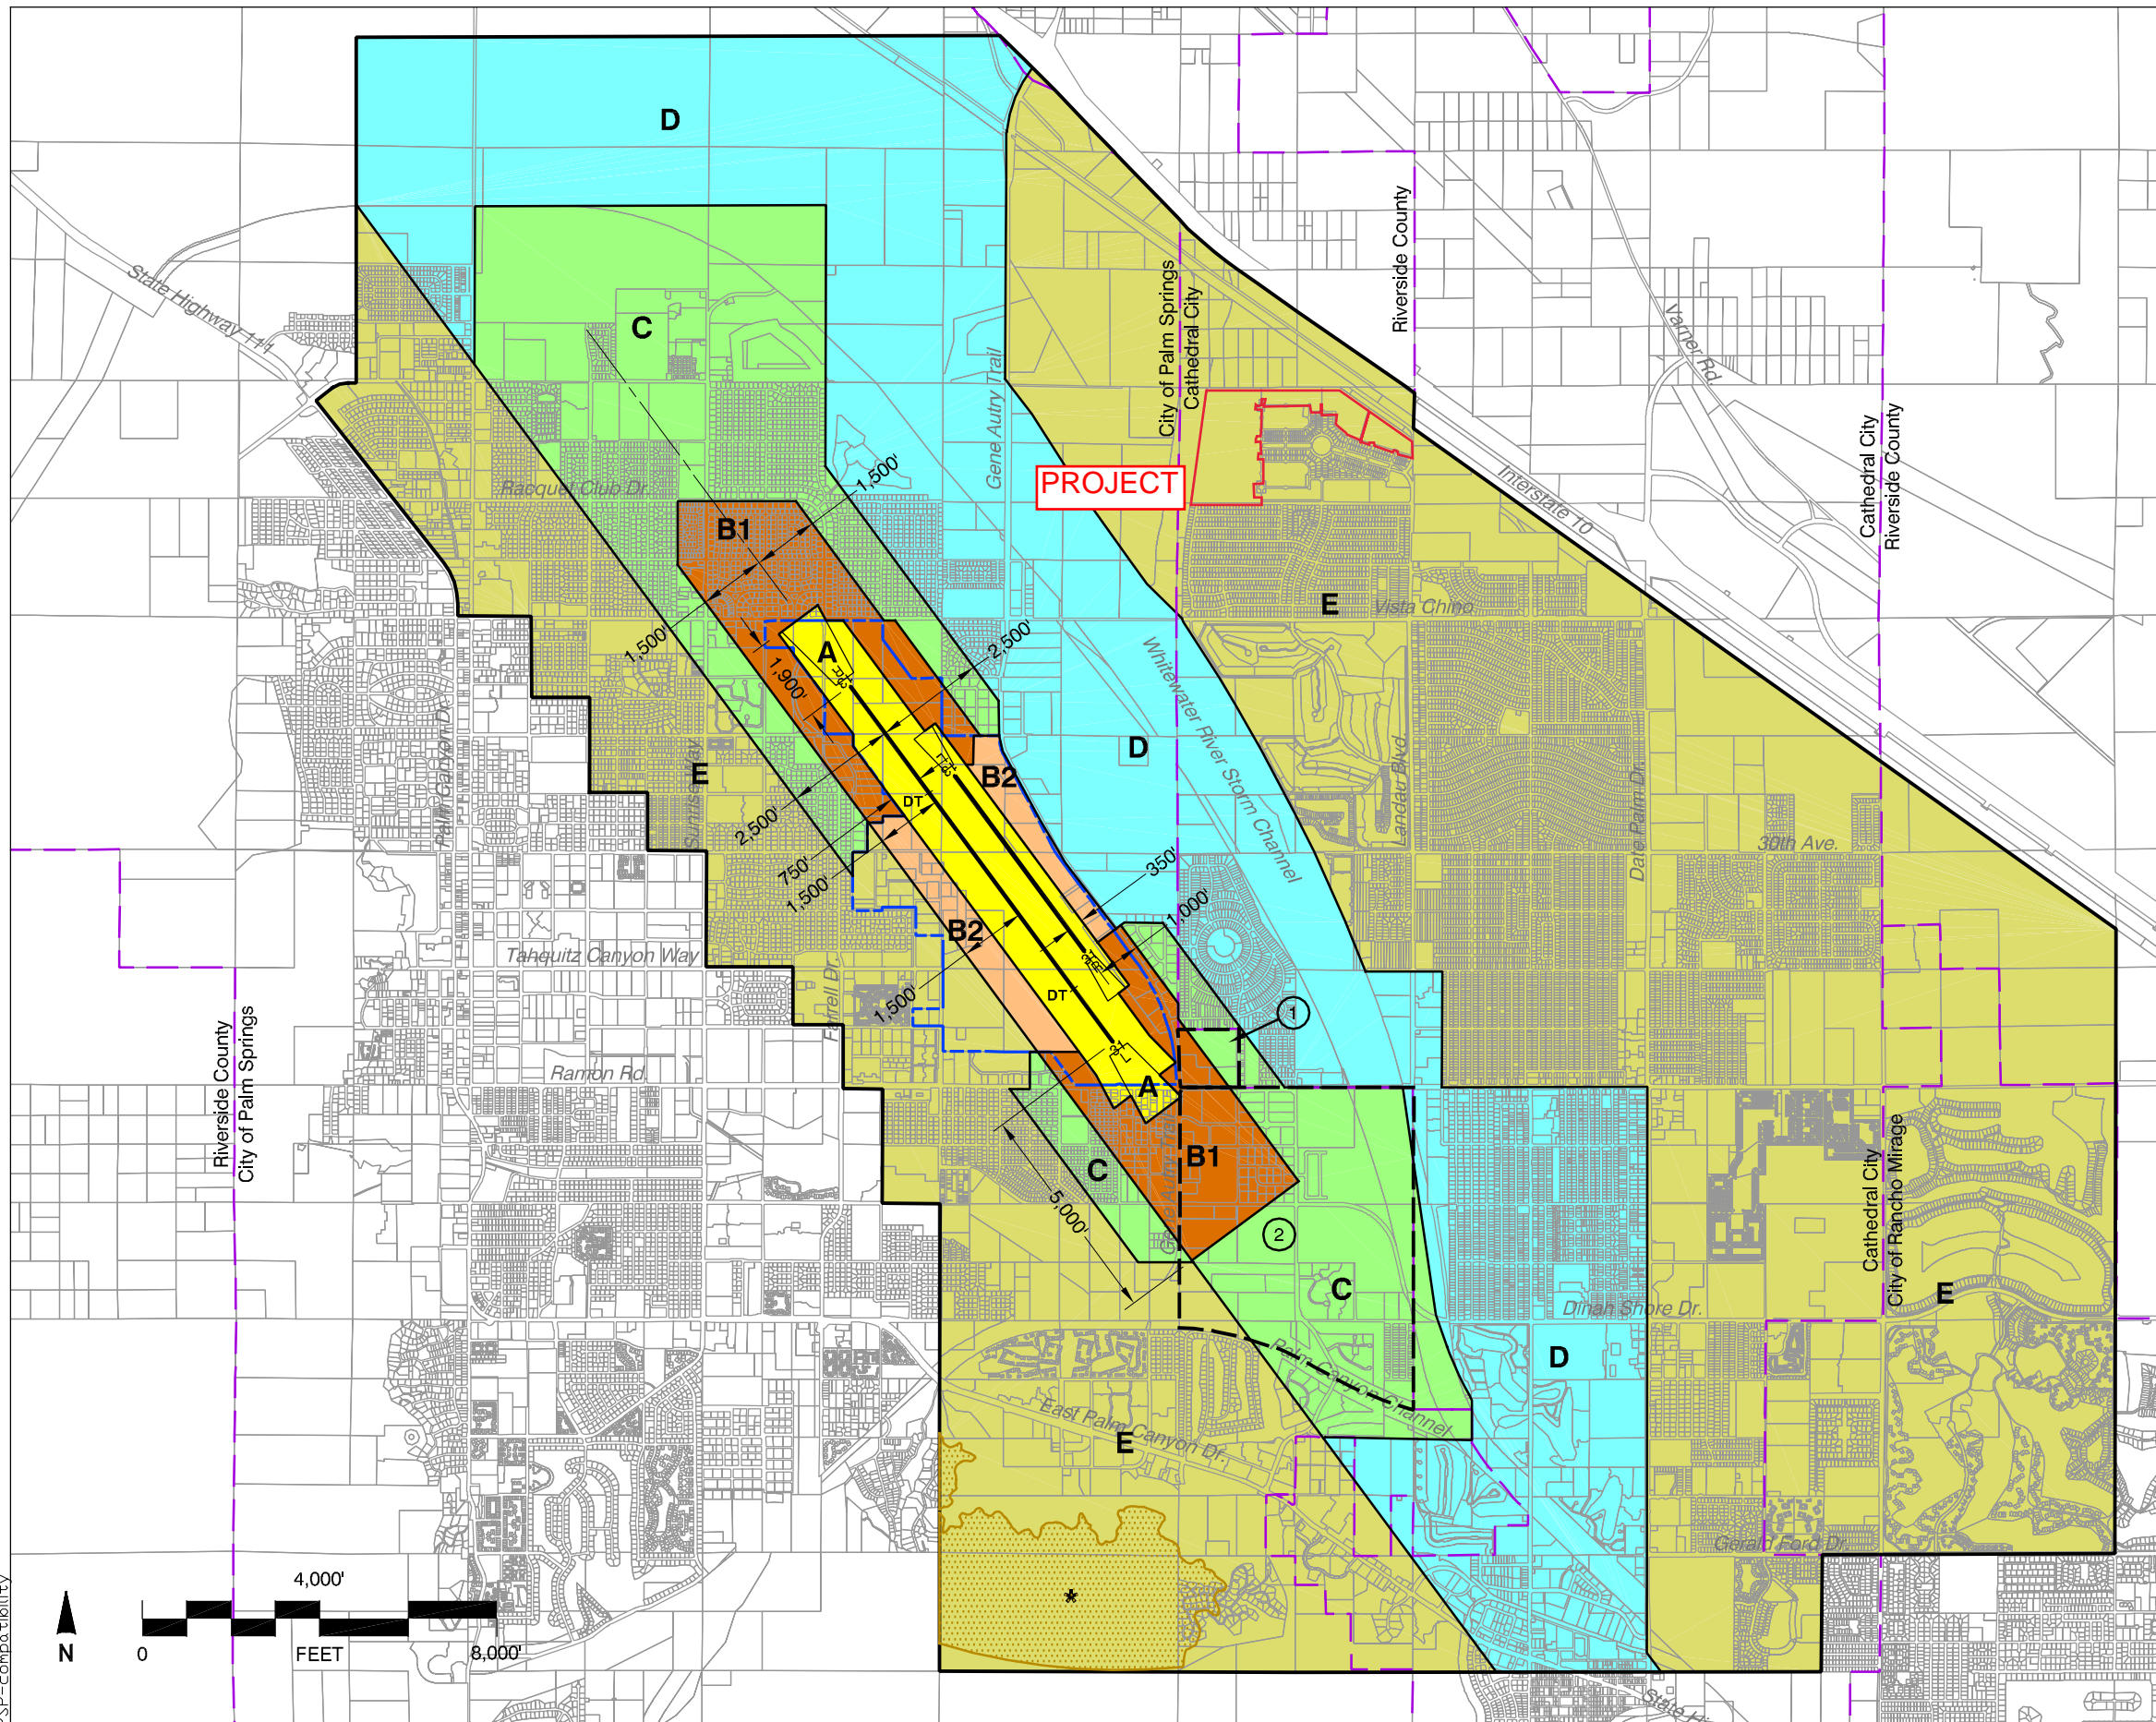 D
State Highway 111
C
Gene Autry Trail
City of Palm Springs
Cathedral City
Riverside County
Varner Rd.
Cathedral City
Riverside County
PROJECT
Interstate 10
Racquet Club Dr.
1,500'
B1
E
Vista Chino
1,500'
A
2,500'
1,900'
Whitewater River Storm Channel
D
Palm Canyon Dr.
Sunrise Way
E
B2
DT
Landau Blvd.
Date Palm Dr.
30th Ave.
2,500'
750'
1,500'
350'
1,000'
B2
Tahquitz Canyon Way
Farrell Dr.
1,500'
DT
1
Riverside County
City of Palm Springs
Ramon Rd.
31
A
C
B1
Gene Autry Trail
5,000'
2
C
Cathedral City
City of Rancho Mirage
E
Dinah Shore Dr.
D
Palm Canyon Channel
East Palm Canyon Dr.
E
Gerald Ford Dr.
*
4,000'
N
0
FEET
8,000'